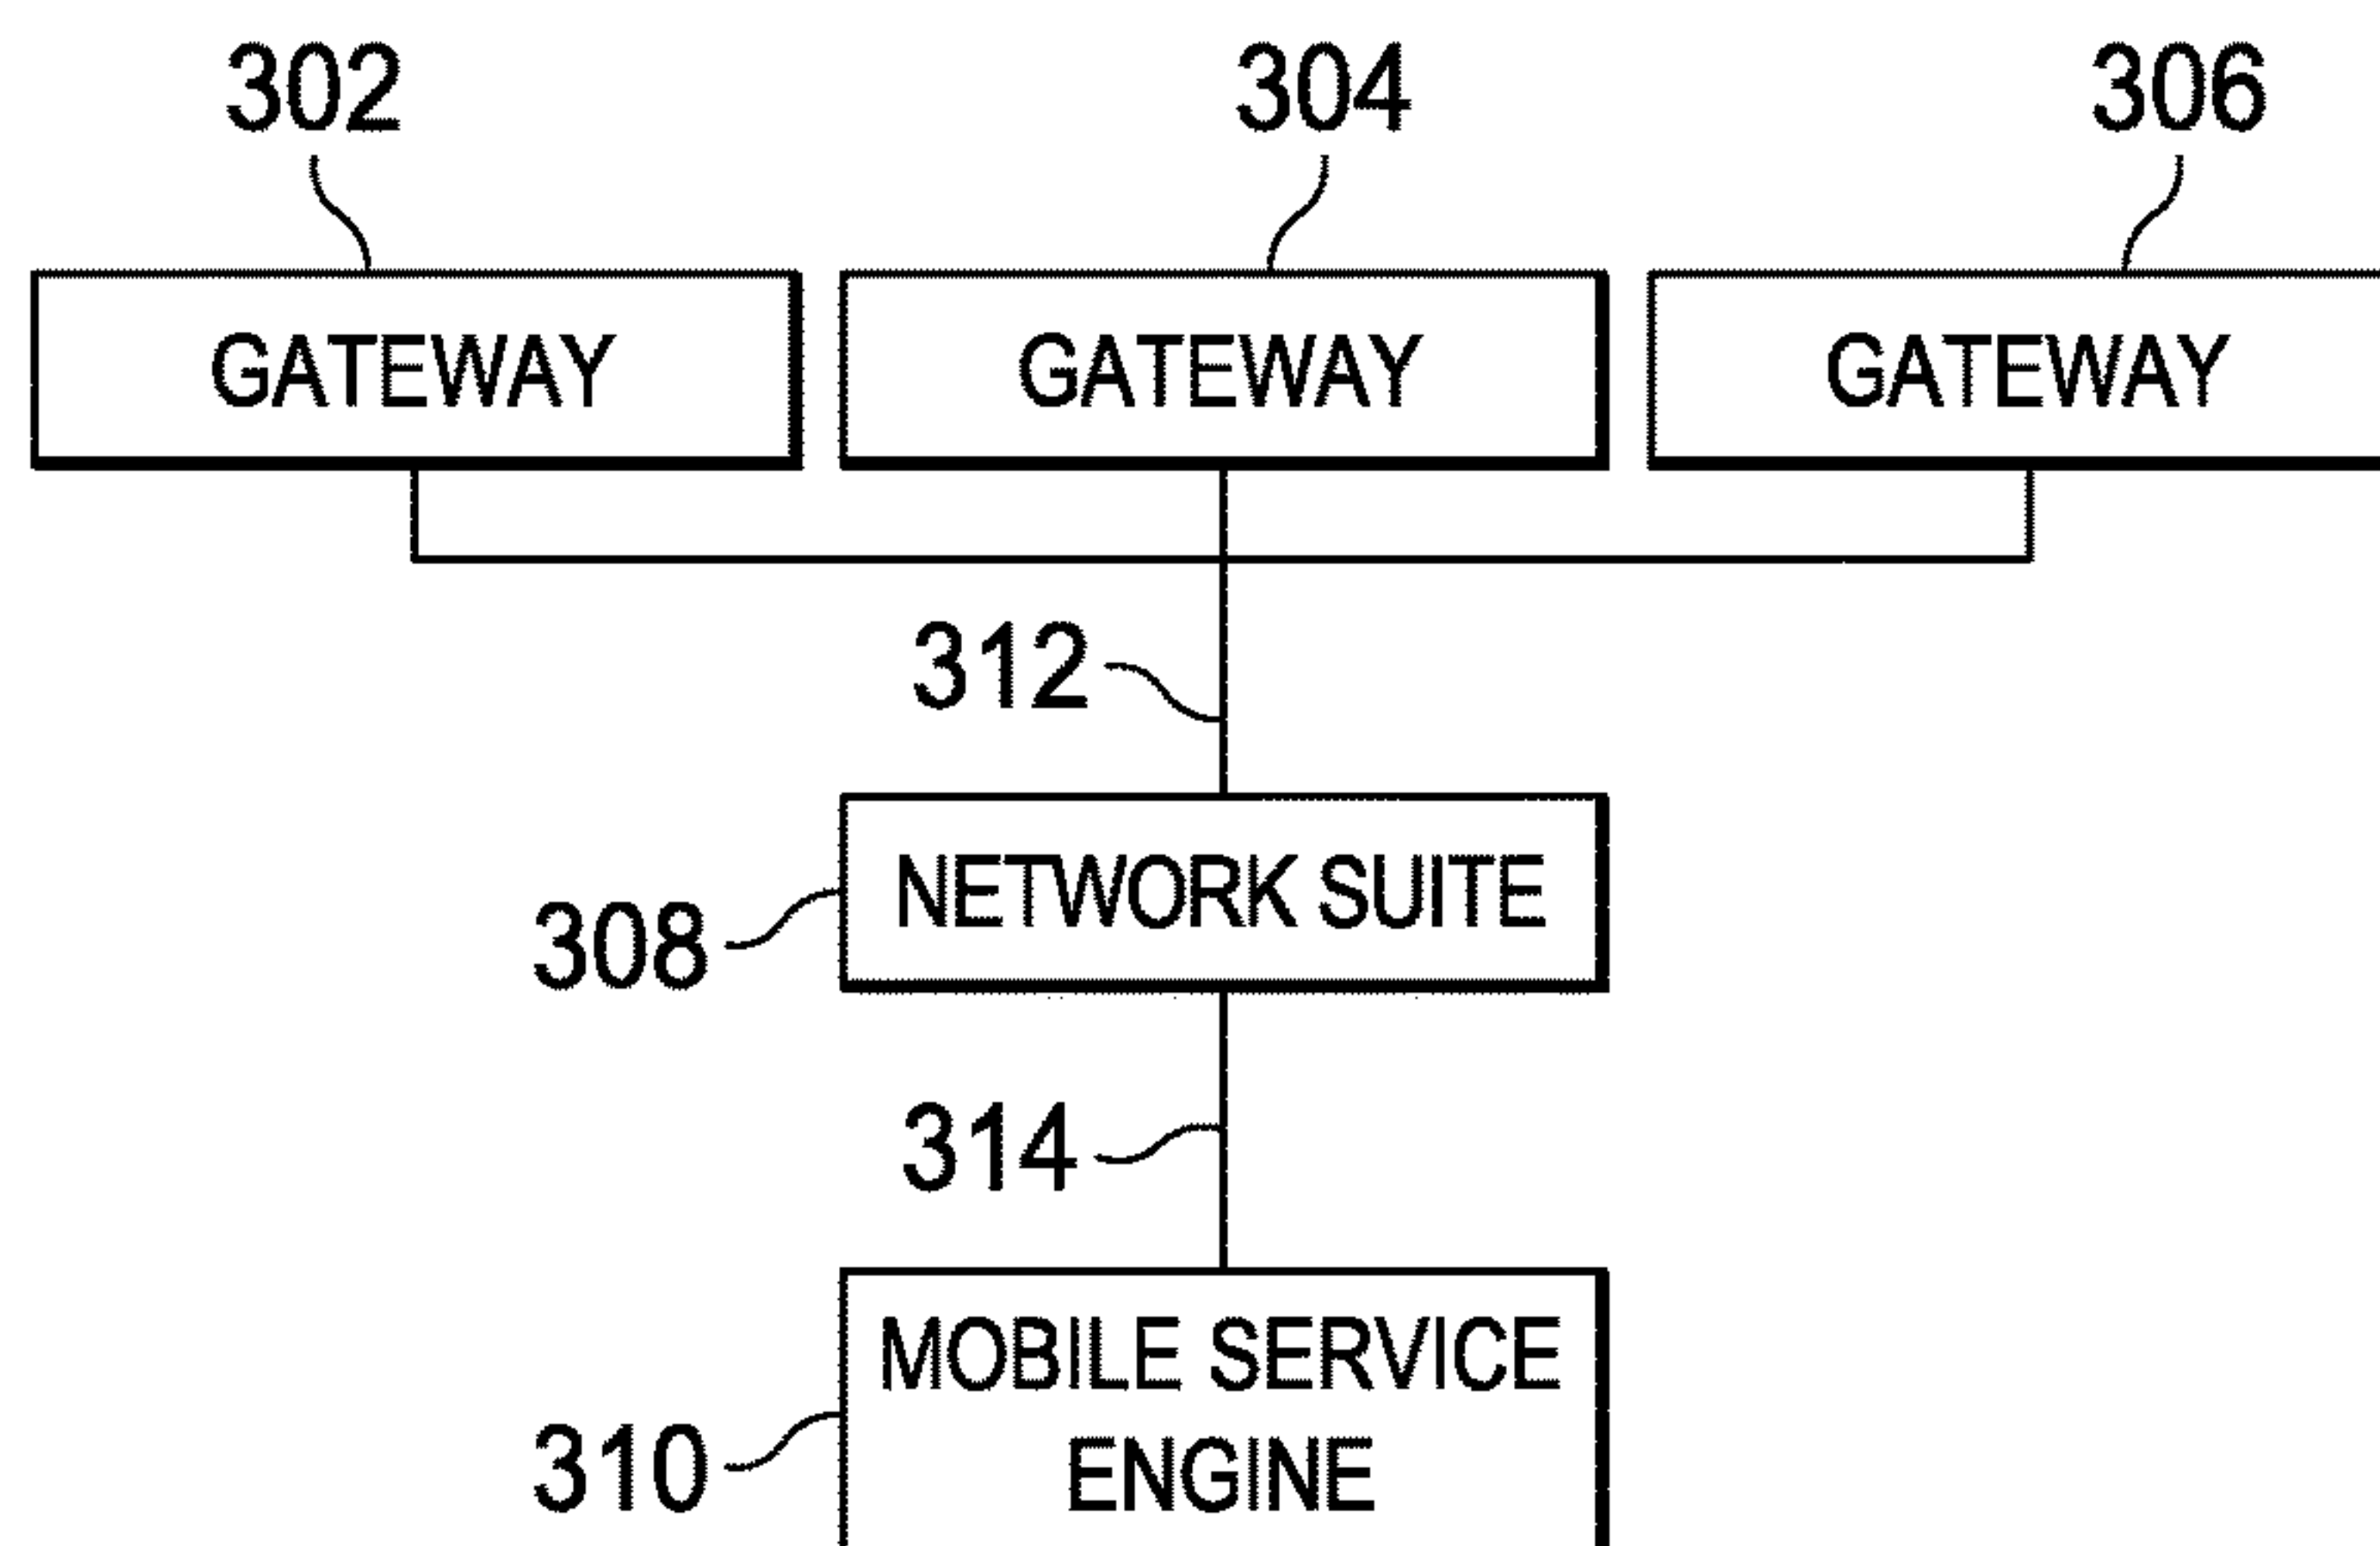 302 304 306
GATEWAY GATEWAY GATEWAY
312
NETWORK SUITE
308
314
MOBILE SERVICE
ENGINE
310